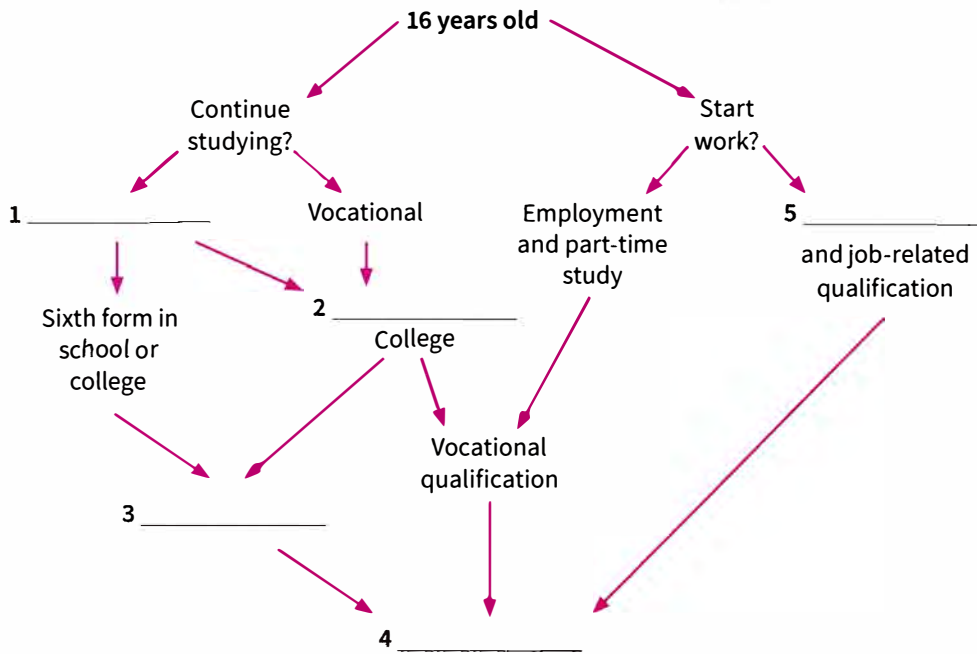 16 years old
Continue
studying?
Start
work?
1
Vocational
Employment
and part-time
study
5
and job-related
qualification
Sixth form in
school or
college
2
College
Vocational
qualification
3
4